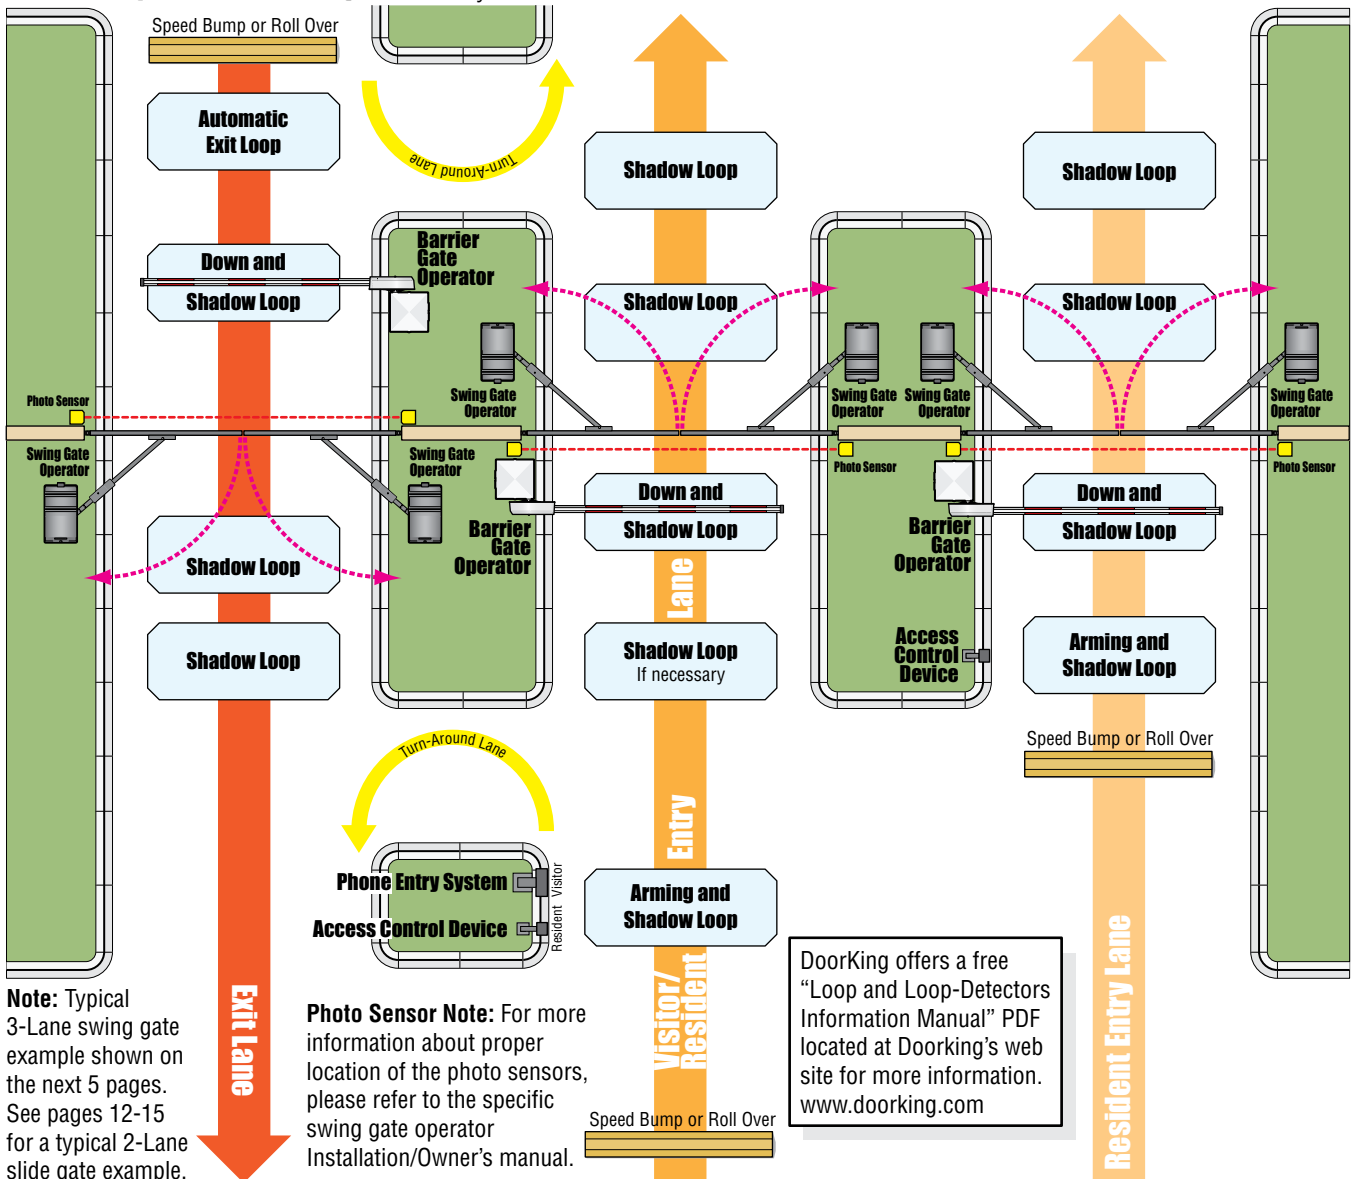 Speed Bump or Roll Over
Automatic
Exit Loop
Turn-Around Lane
Shadow Loop
Shadow Loop
Down and
Shadow Loop
Barrier
Gate
Operator
Shadow Loop
Shadow Loop
Photo Sensor
Swing Gate
Operator
Swing Gate
Operator
Swing Gate
Operator
Swing Gate
Operator
Swing Gate
Operator
Swing Gate
Operator
Photo Sensor
Photo Sensor
Shadow Loop
Shadow Loop
Barrier
Gate
Operator
Down and
Shadow Loop
Barrier
Gate
Operator
Down and
Shadow Loop
Shadow Loop
If necessary
Access
Control
Device
Arming and
Shadow Loop
Speed Bump or Roll Over
Turn-Around Lane
Phone Entry System
Access Control Device
Visitor
Resident
Arming and
Shadow Loop
Exit Lane
Visitor/
Resident
Entry
Lane
Resident Entry Lane
Speed Bump or Roll Over
Note: Typical
3-Lane swing gate
example shown on
the next 5 pages.
See pages 12-15
for a typical 2-Lane
slide gate example.
Photo Sensor Note: For more
information about proper
location of the photo sensors,
please refer to the specific
swing gate operator
Installation/Owner's manual.
DoorKing offers a free
“Loop and Loop-Detectors
Information Manual” PDF
located at Doorking's web
site for more information.
www.doorking.com